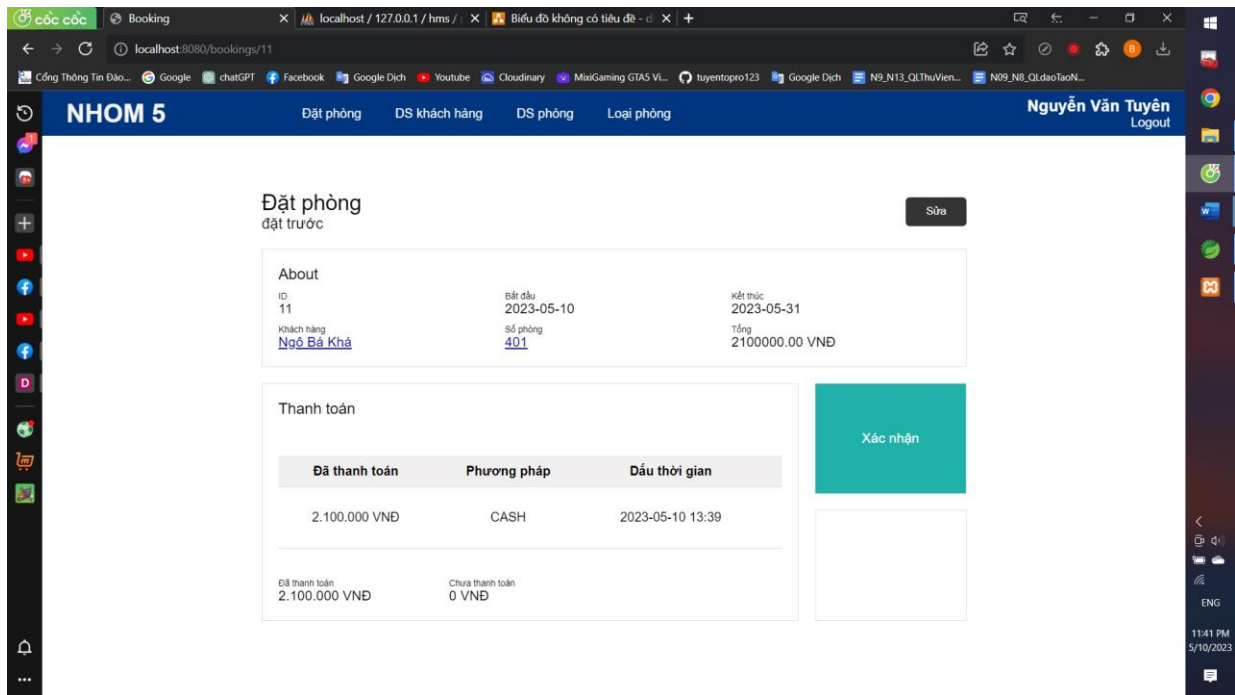 cốc cốc
Booking
localhost / 127.0.0.1 / hms /
Biểu đồ không có tiêu đề - d
localhost:8080/bookings/11
Cổng Thông Tin Đào...
Google
chatGPT
Facebook
Google Dịch
Youtube
Cloudinary
MixiGaming GTA5 Vi...
tuyentopro123
Google Dịch
N9_N13_QLThuVien...
N09_N8_QLdaoTaoN...
NHOM 5
Đặt phòng
DS khách hàng
DS phòng
Loại phòng
Nguyễn Văn Tuyên
Logout
Đặt phòng
đặt trước
Sửa
About
ID
Bắt đầu
Kết thúc
11
2023-05-10
2023-05-31
Khách hàng
Số phòng
Tổng
Ngô Bá Khá
401
2100000.00 VNĐ
Thanh toán
Xác nhận
Đã thanh toán
Phương pháp
Dấu thời gian
2.100.000 VNĐ
CASH
2023-05-10 13:39
Đã thanh toán
Chưa thanh toán
2.100.000 VNĐ
0 VNĐ
ENG
11:41 PM
5/10/2023